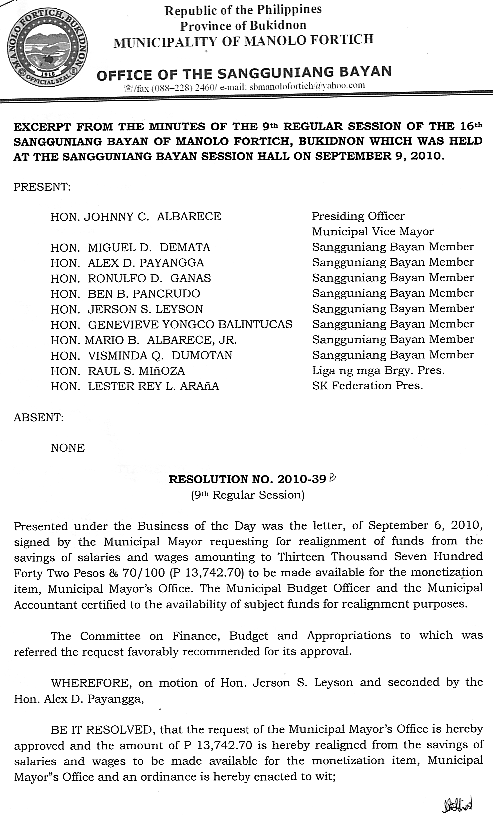 Republic of the Philippines
Province of Bukidnon
MUNICIPALITY OF MANOLO FORTICH
OFFICE OF THE SANGGUNIANG BAYAN
☏/fax (088–228) 2460/ e-mail: sbmanolofortich@yahoo.com
MANOLO FORTICH, BUKIDNON
1916
OFFICIAL SEAL
EXCERPT FROM THE MINUTES OF THE 9th REGULAR SESSION OF THE 16th
SANGGUNIANG BAYAN OF MANOLO FORTICH, BUKIDNON WHICH WAS HELD
AT THE SANGGUNIANG BAYAN SESSION HALL ON SEPTEMBER 9, 2010.
PRESENT:
HON. JOHNNY C. ALBARECE Presiding Officer
Municipal Vice Mayor
HON. MIGUEL D. DEMATA Sangguniang Bayan Member
HON. ALEX D. PAYANGGA Sangguniang Bayan Member
HON. RONULFO D. GANAS Sangguniang Bayan Member
HON. BEN B. PANCRUDO Sangguniang Bayan Member
HON. JERSON S. LEYSON Sangguniang Bayan Member
HON. GENEVIEVE YONGCO BALINTUCAS Sangguniang Bayan Member
HON. MARIO B. ALBARECE, JR. Sangguniang Bayan Member
HON. VISMINDA Q. DUMOTAN Sangguniang Bayan Member
HON. RAUL S. MIñOZA Liga ng mga Brgy. Pres.
HON. LESTER REY L. ARAñA SK Federation Pres.
ABSENT:
NONE
RESOLUTION NO. 2010-39
(9th Regular Session)
Presented under the Business of the Day was the letter, of September 6, 2010,
signed by the Municipal Mayor requesting for realignment of funds from the
savings of salaries and wages amounting to Thirteen Thousand Seven Hundred
Forty Two Pesos & 70/100 (P 13,742.70) to be made available for the monetization
item, Municipal Mayor's Office. The Municipal Budget Officer and the Municipal
Accountant certified to the availability of subject funds for realignment purposes.
The Committee on Finance, Budget and Appropriations to which was
referred the request favorably recommended for its approval.
WHEREFORE, on motion of Hon. Jerson S. Leyson and seconded by the
Hon. Alex D. Payangga,
BE IT RESOLVED, that the request of the Municipal Mayor's Office is hereby
approved and the amount of P 13,742.70 is hereby realigned from the savings of
salaries and wages to be made available for the monetization item, Municipal
Mayor"s Office and an ordinance is hereby enacted to wit;